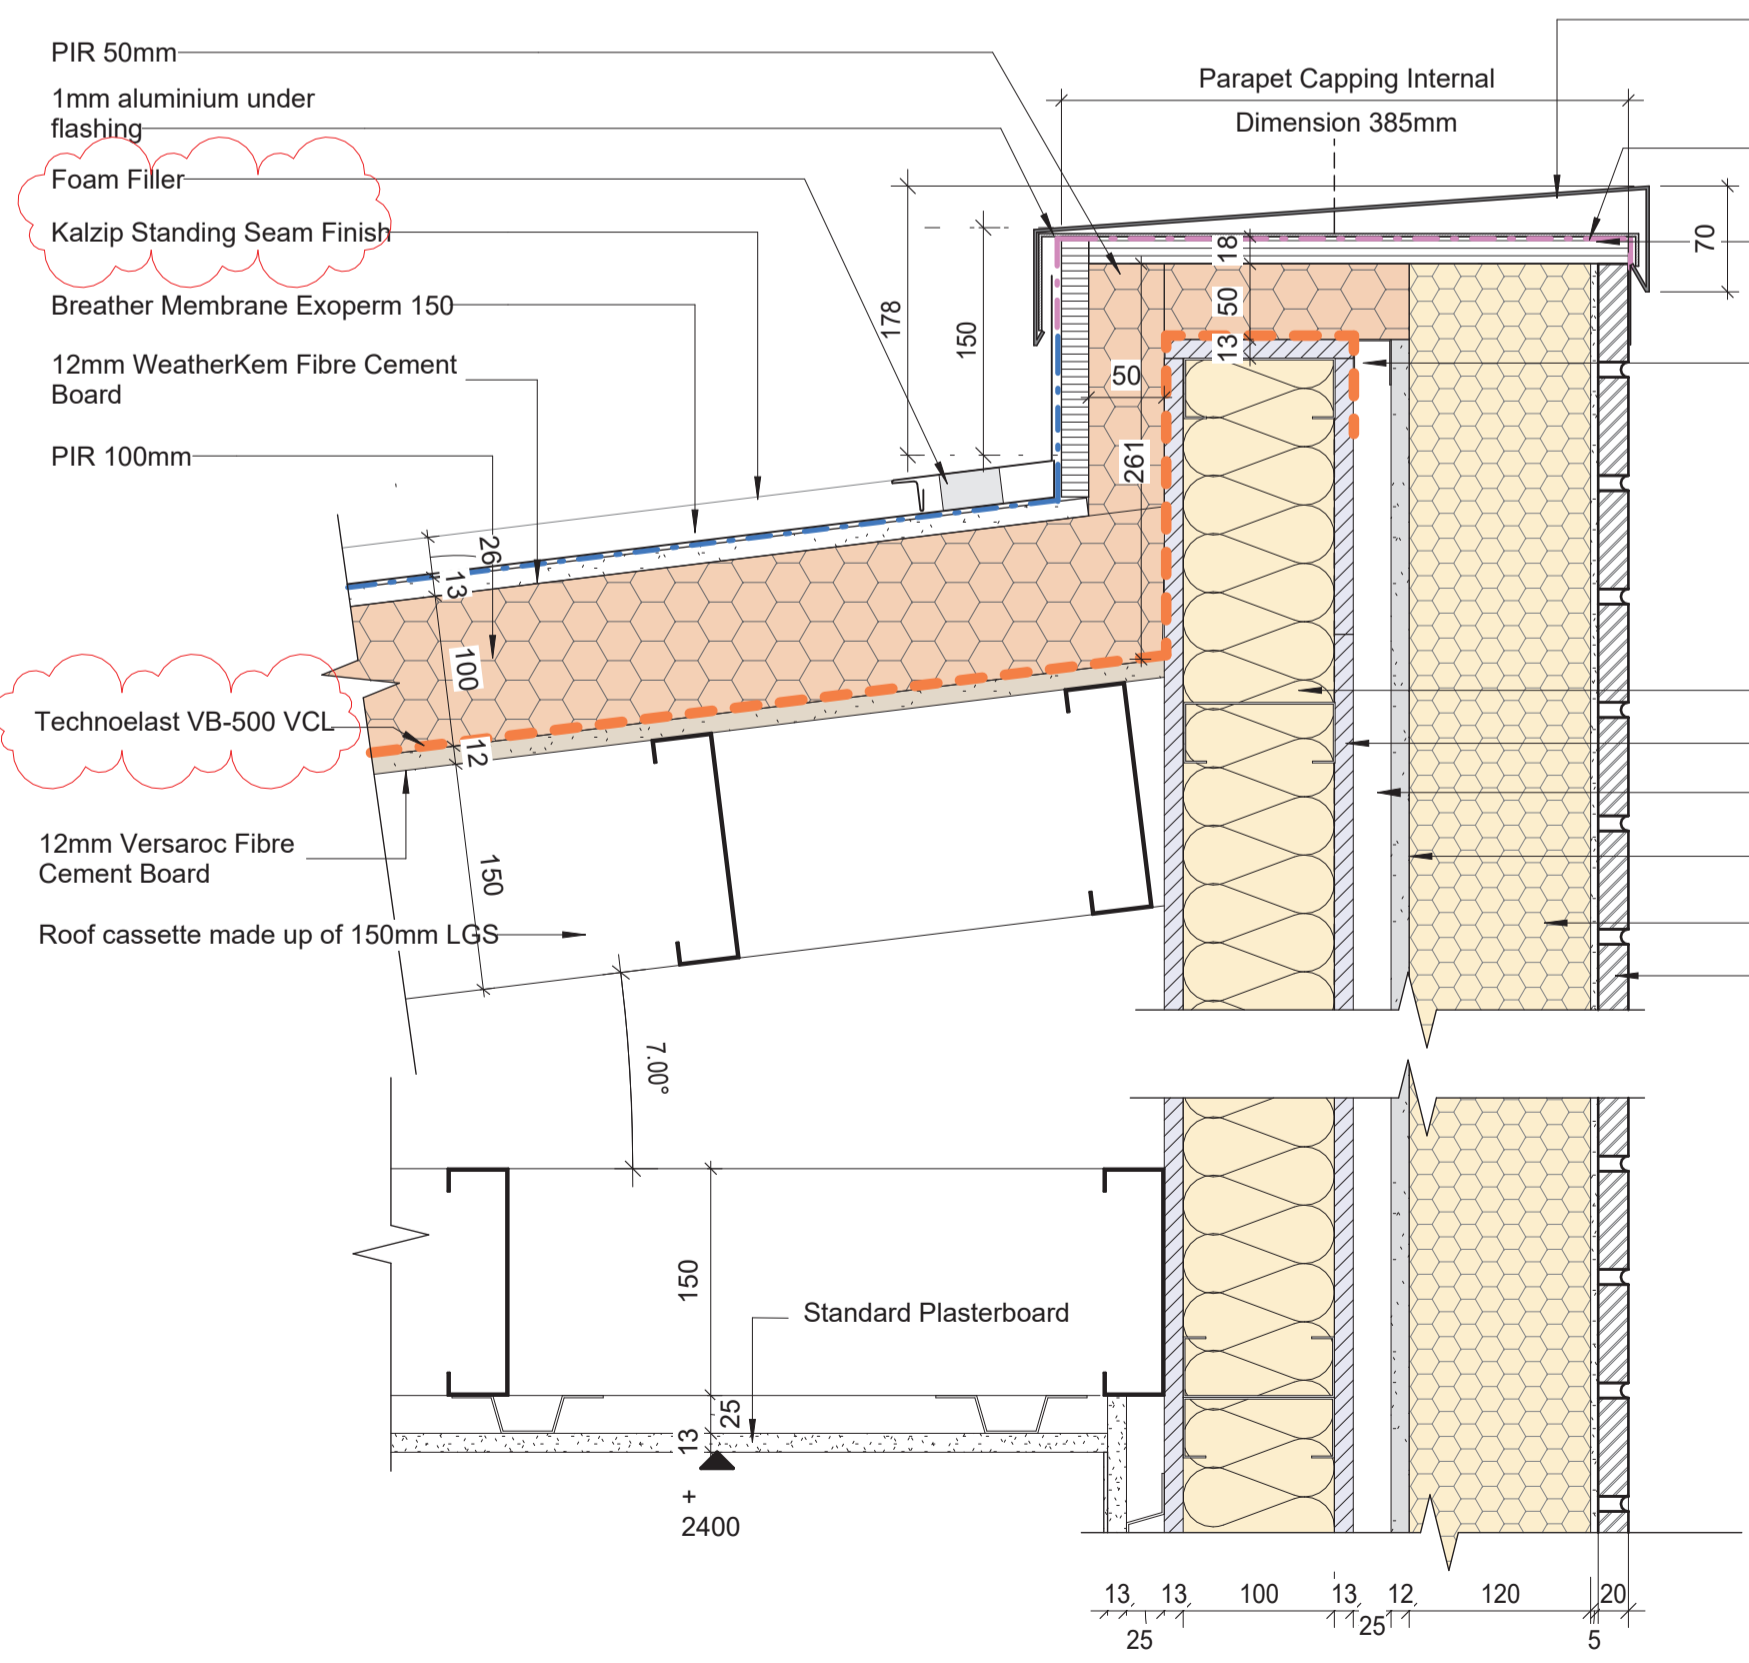 PIR 50mm
1mm aluminium under
flashing
Foam Filler
Kalzip Standing Seam Finish
Breather Membrane Exoperm 150
12mm WeatherKem Fibre Cement
Board
PIR 100mm
Technoelast VB-500 VCL
12mm Versaroc Fibre
Cement Board
Roof cassette made up of 150mm LGS
Parapet Capping Internal
Dimension 385mm
178
150
18
50
13
70
50
261
26
13
100
12
150
7.00°
150
Standard Plasterboard
25
13
+
2400
13
13
100
13
12
120
20
25
25
5